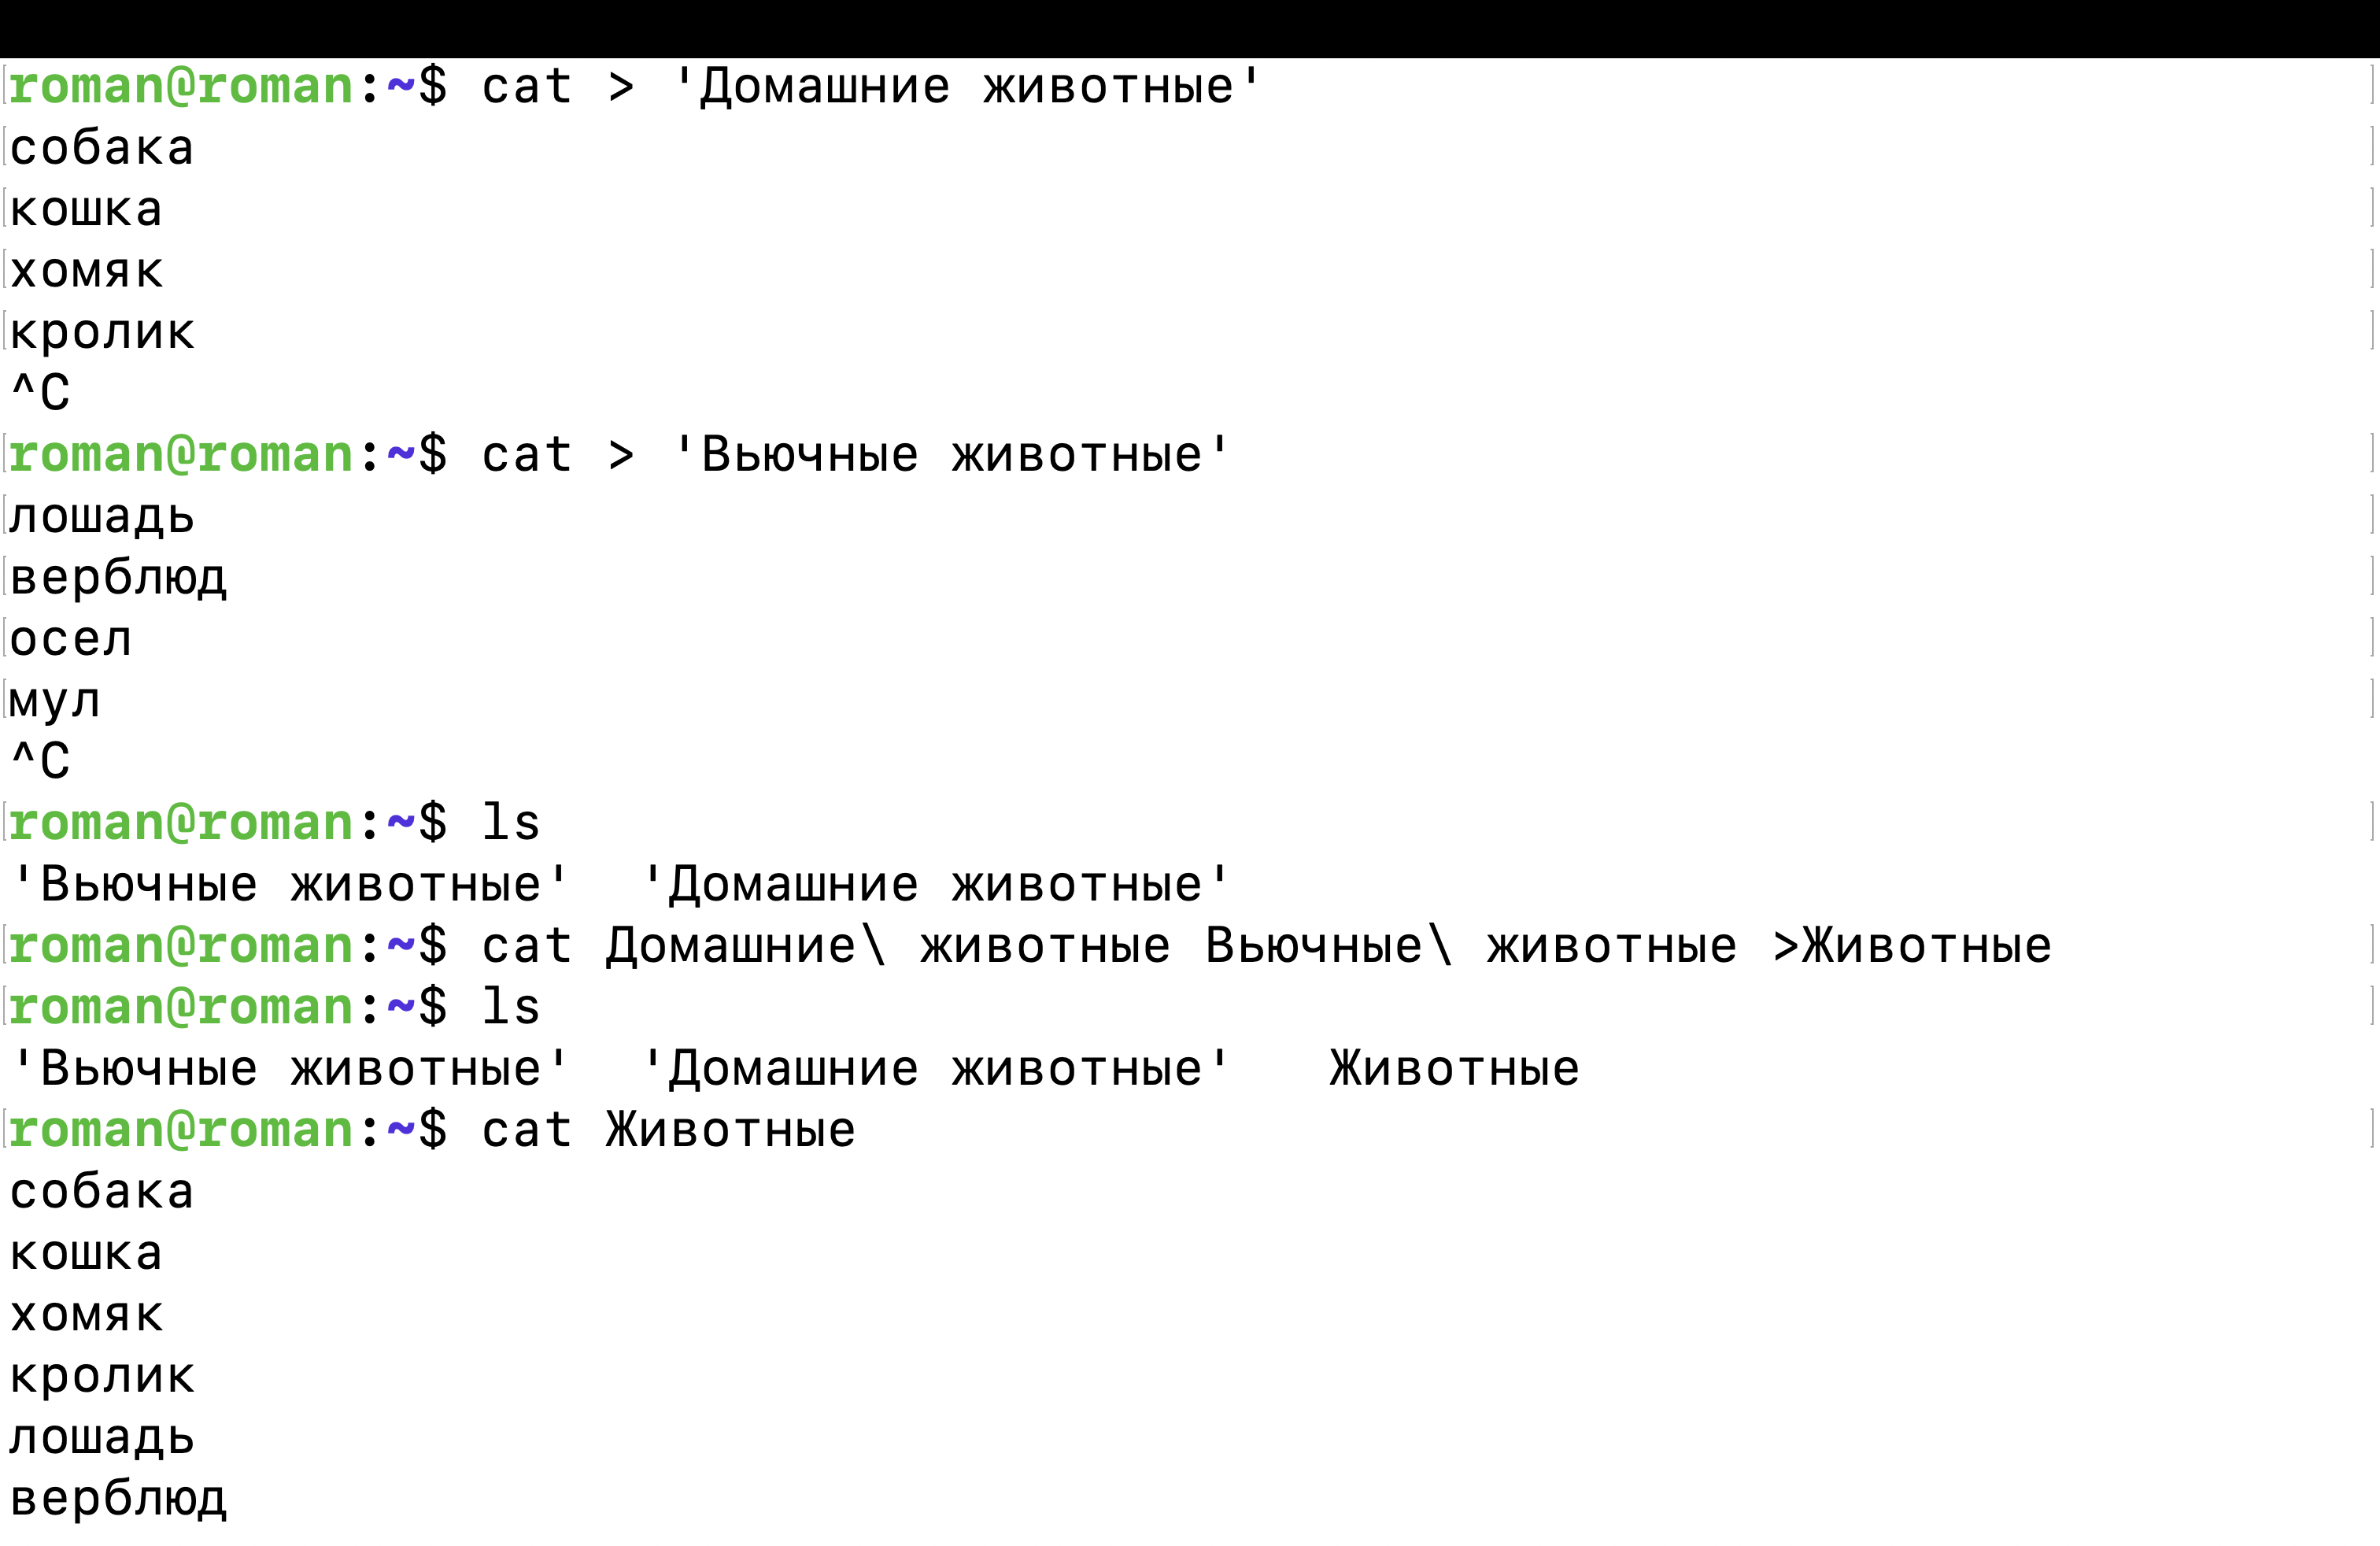 roman@roman:~$ cat > 'Домашние животные'
собака
кошка
хомяк
кролик
^C
roman@roman:~$ cat > 'Вьючные животные'
лошадь
верблюд
осел
мул
^C
roman@roman:~$ ls
'Вьючные животные'  'Домашние животные'
roman@roman:~$ cat Домашние\ животные Вьючные\ животные >Животные
roman@roman:~$ ls
'Вьючные животные'  'Домашние животные'   Животные
roman@roman:~$ cat Животные
собака
кошка
хомяк
кролик
лошадь
верблюд